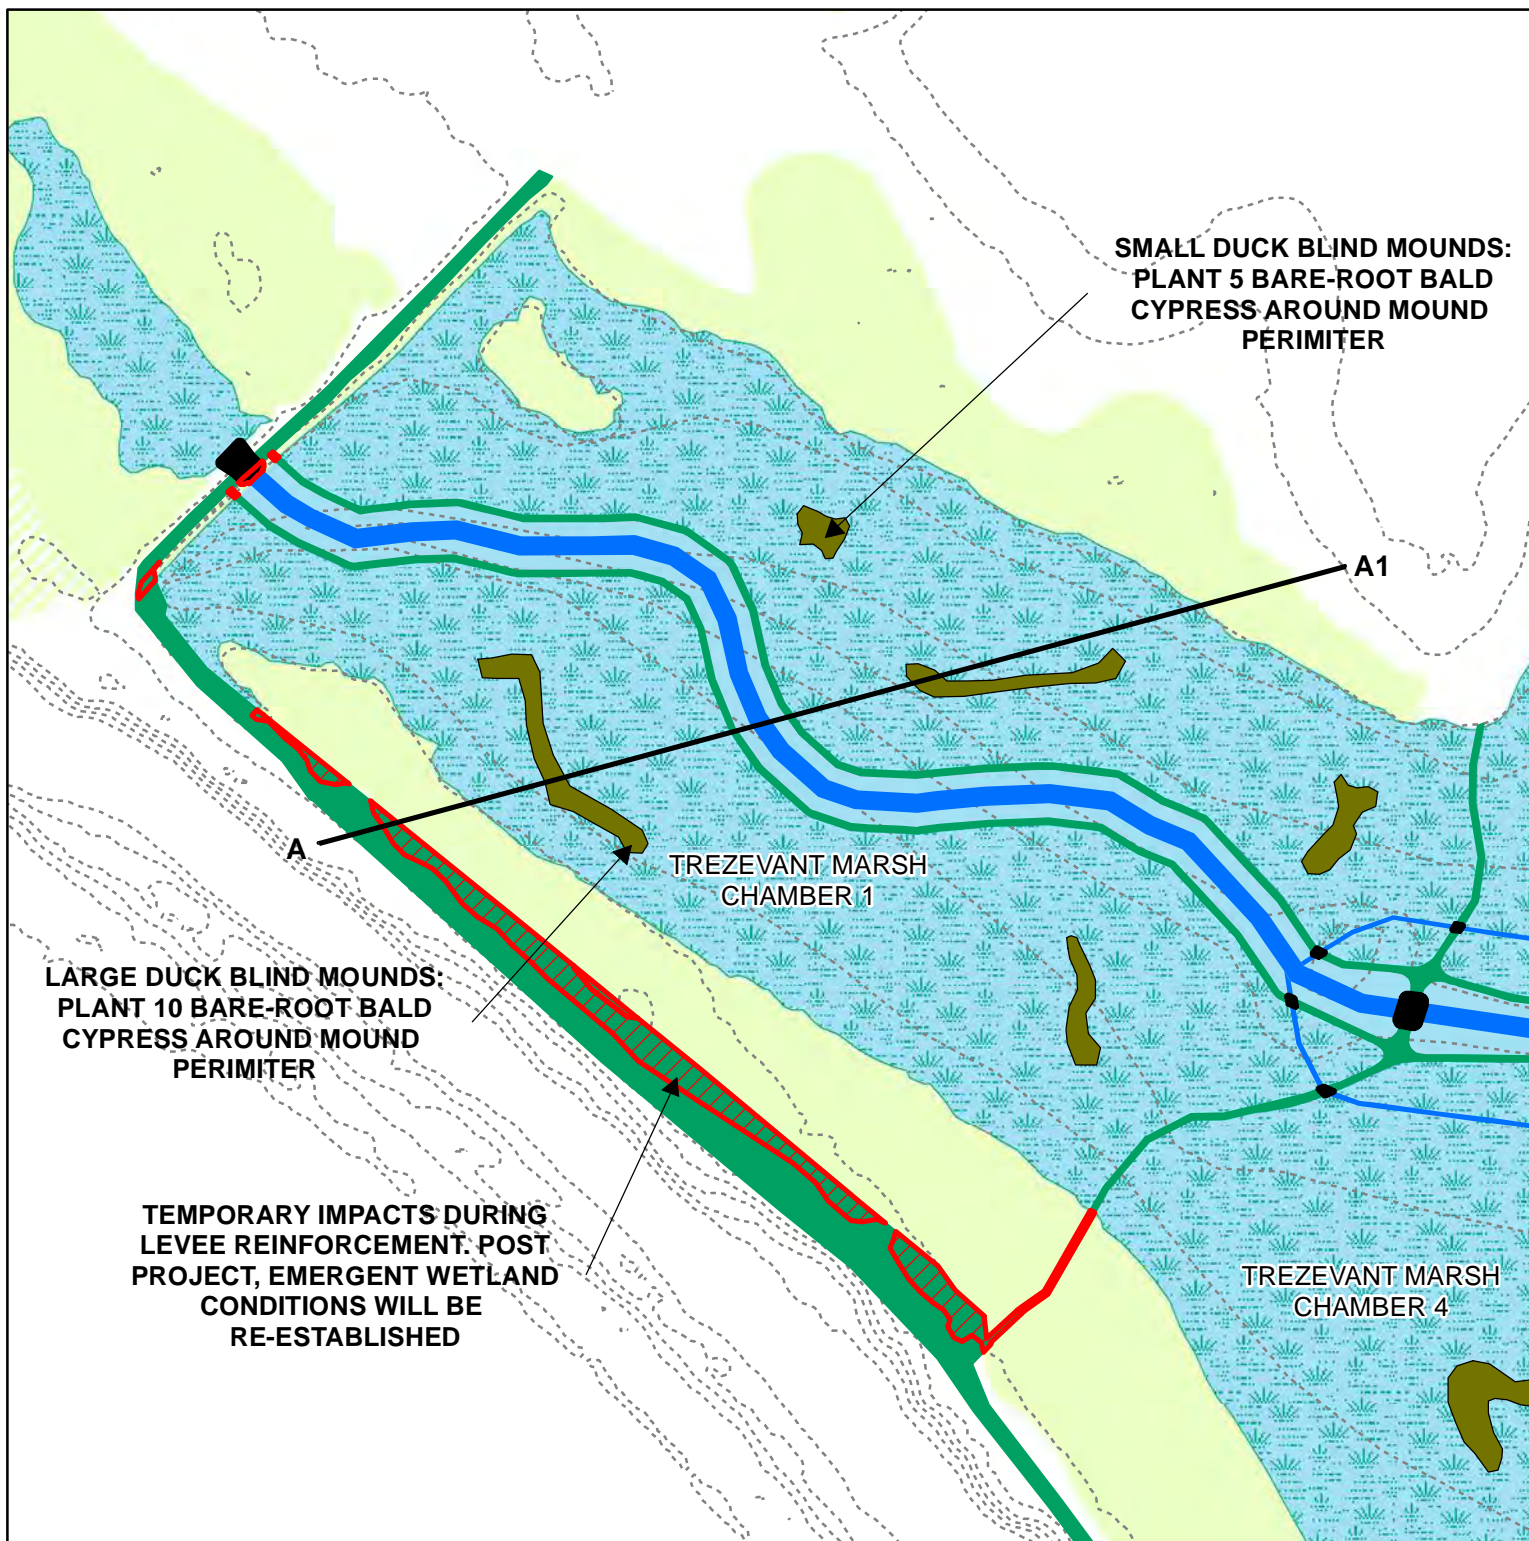 SMALL DUCK BLIND MOUNDS:
PLANT 5 BARE-ROOT BALD
CYPRESS AROUND MOUND
PERIMITER
A1
A
TREZEVANT MARSH
CHAMBER 1
LARGE DUCK BLIND MOUNDS:
PLANT 10 BARE-ROOT BALD
CYPRESS AROUND MOUND
PERIMITER
TEMPORARY IMPACTS DURING
LEVEE REINFORCEMENT. POST
PROJECT, EMERGENT WETLAND
CONDITIONS WILL BE
RE-ESTABLISHED
TREZEVANT MARSH
CHAMBER 4